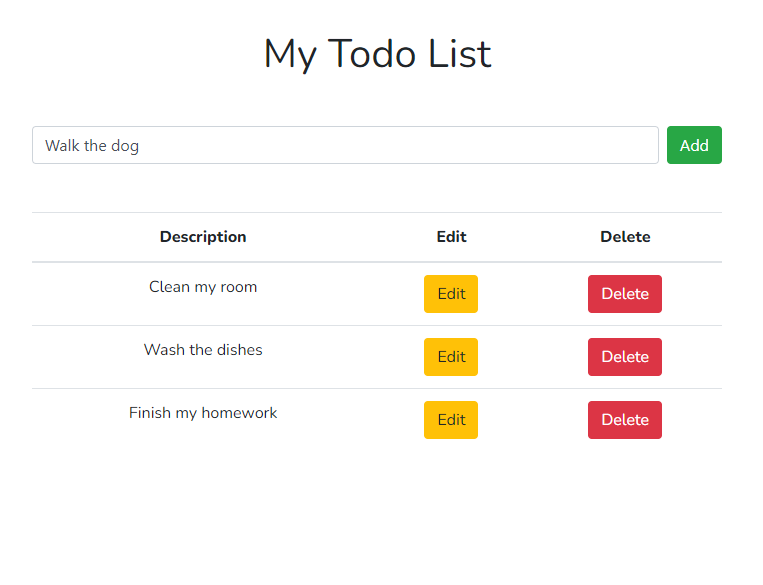 My Todo List
Walk the dog Add
Description Edit Delete
Clean my room Edit Delete
Wash the dishes Edit Delete
Finish my homework Edit Delete